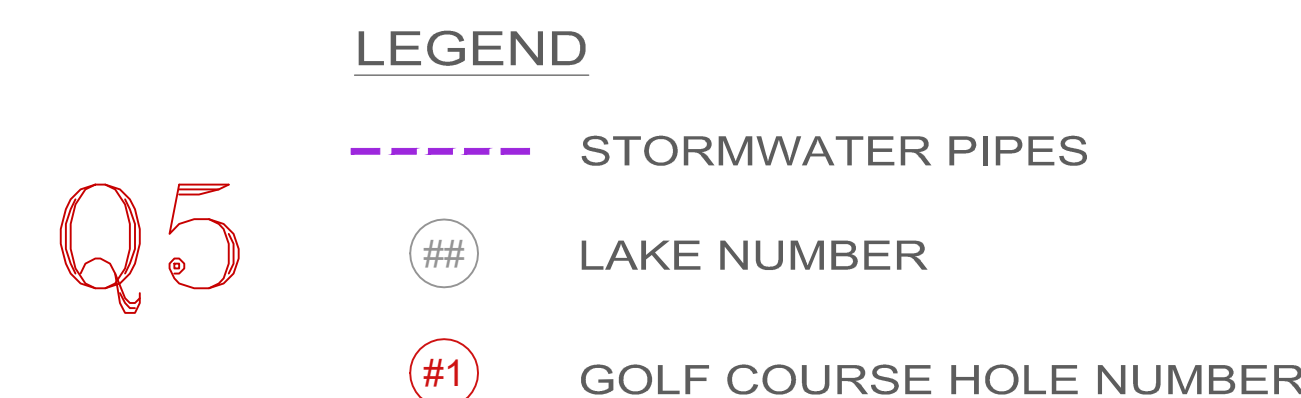 LEGEND
STORMWATER PIPES
Q5
## LAKE NUMBER
#1 GOLF COURSE HOLE NUMBER